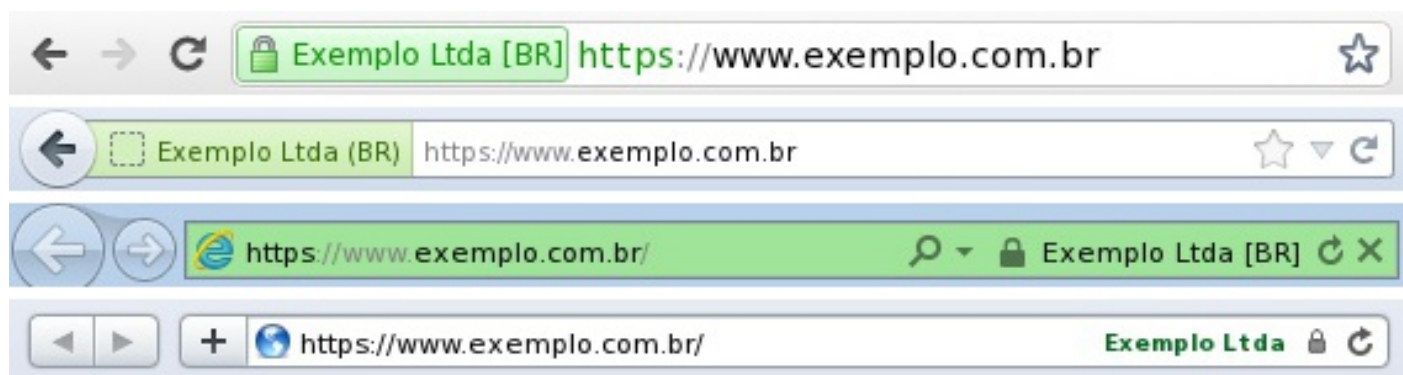 Exemplo Ltda [BR] https://www.exemplo.com.br
Exemplo Ltda (BR) https://www.exemplo.com.br
https://www.exemplo.com.br/ Exemplo Ltda [BR]
https://www.exemplo.com.br/ Exemplo Ltda